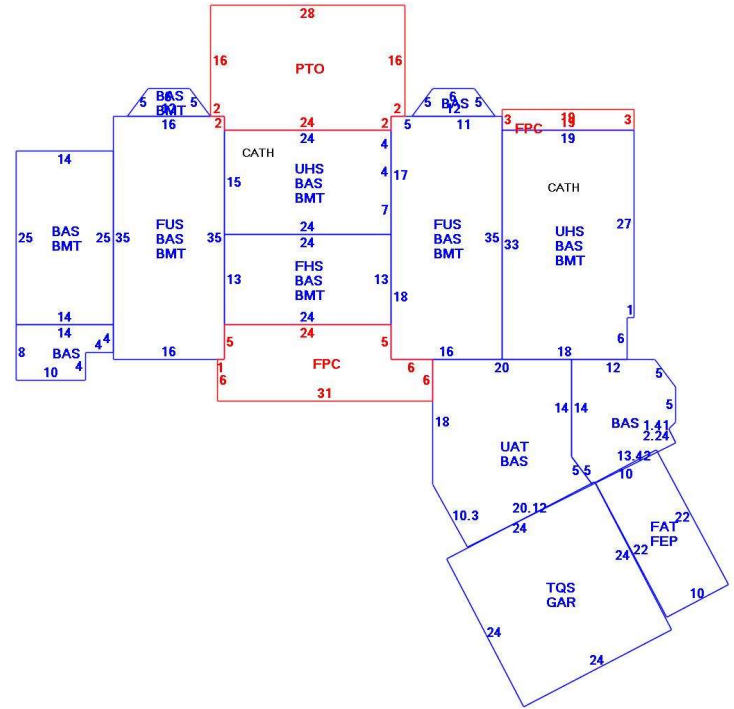 28
16 PTO 16
6
5 BAS 5
12
BMT
6
5 BAS 5
12
2 2
16 2 24 2 5 11 3 19 3
19
FPC
24 4 19
14 CATH UHS 4 17
15 BAS CATH
BMT 7
25 BAS 25 35 FUS 35 FUS 35 33 UHS 27
BMT BAS BAS BAS
BMT BMT BMT
24
24
13 FHS 13
BAS
BMT 18
14 24 1
14 24
8 BAS 4 5 FPC 5 6
4
4 16 1 6 16 18 12
10 6 6 20 5
31
5
18 14 14 BAS 1.41
2.24
UAT
BAS 13.42
5 5 10
10.3 20.12
24 22
FAT
FEP
24 22
TQS
GAR 10
24
24